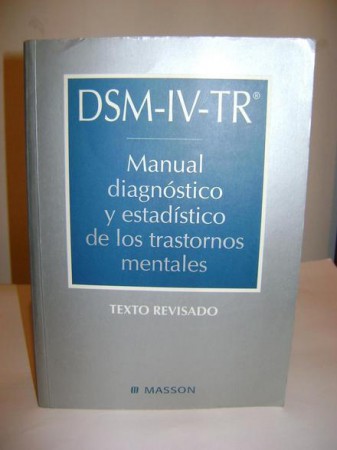 DSM-IV-TR®
Manual
diagnóstico
y estadístico
de los trastornos
mentales
TEXTO REVISADO
MASSON